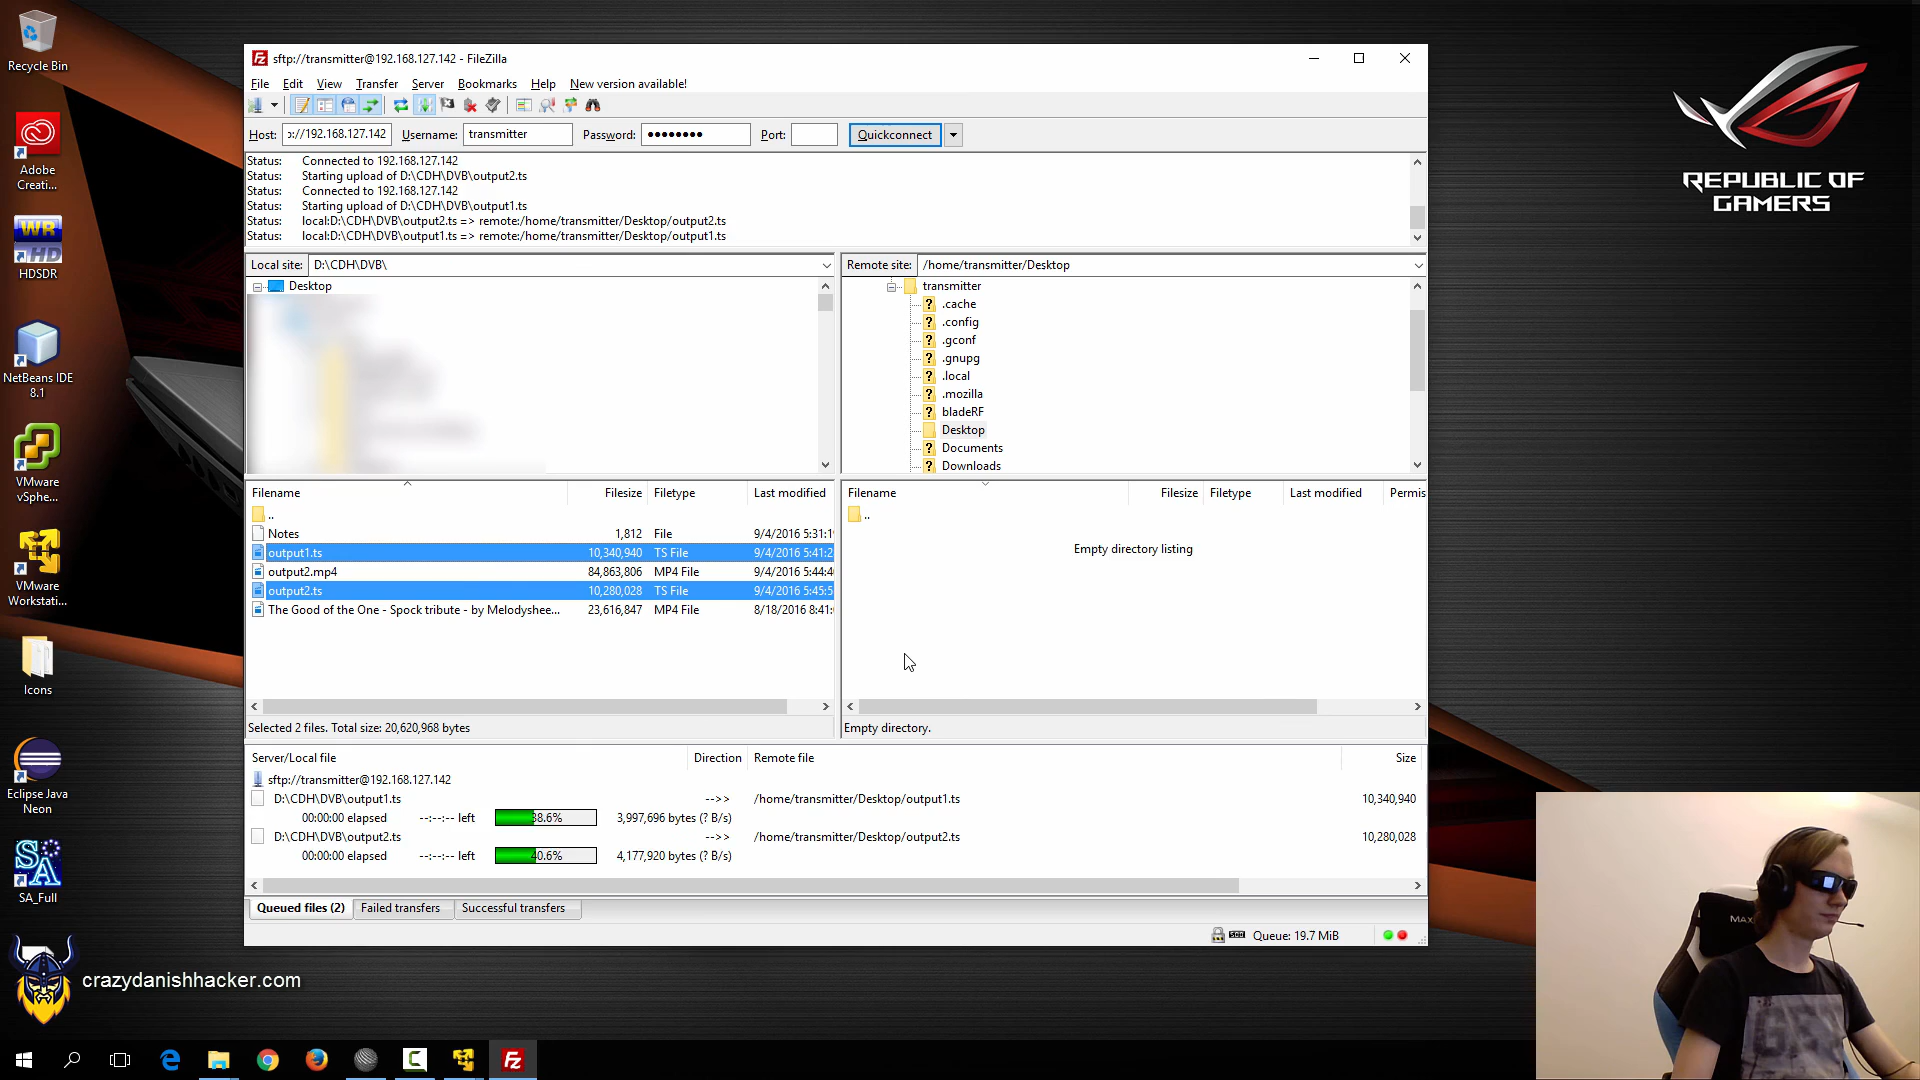 Recycle Bin
Adobe
Creati...
WR
HD
HDSDR
NetBeans IDE
8.1
VMware
vSphe...
VMware
Workstati...
Icons
Eclipse Java
Neon
SA
SA_Full
crazydanishhacker.com
sftp://transmitter@192.168.127.142 - FileZilla
File Edit View Transfer Server Bookmarks Help New version available!
Host: ɔ://192.168.127.142 Username: transmitter Password: ●●●●●●●● Port: Quickconnect
Status: Connected to 192.168.127.142
Status: Starting upload of D:\CDH\DVB\output2.ts
Status: Connected to 192.168.127.142
Status: Starting upload of D:\CDH\DVB\output1.ts
Status: local:D:\CDH\DVB\output2.ts => remote:/home/transmitter/Desktop/output2.ts
Status: local:D:\CDH\DVB\output1.ts => remote:/home/transmitter/Desktop/output1.ts
Local site: D:\CDH\DVB\
Desktop
Filename Filesize Filetype Last modified
..
Notes 1,812 File 9/4/2016 5:31:1
output1.ts 10,340,940 TS File 9/4/2016 5:41:2
output2.mp4 84,863,806 MP4 File 9/4/2016 5:44:4
output2.ts 10,280,028 TS File 9/4/2016 5:45:5
The Good of the One - Spock tribute - by Melodyshee... 23,616,847 MP4 File 8/18/2016 8:41:
Selected 2 files. Total size: 20,620,968 bytes
Remote site: /home/transmitter/Desktop
transmitter
.cache
.config
.gconf
.gnupg
.local
.mozilla
bladeRF
Desktop
Documents
Downloads
Filename Filesize Filetype Last modified Permis
..
Empty directory listing
Empty directory.
Server/Local file Direction Remote file Size
sftp://transmitter@192.168.127.142
D:\CDH\DVB\output1.ts -->> /home/transmitter/Desktop/output1.ts 10,340,940
00:00:00 elapsed --:--:-- left 38.6% 3,997,696 bytes (? B/s)
D:\CDH\DVB\output2.ts -->> /home/transmitter/Desktop/output2.ts 10,280,028
00:00:00 elapsed --:--:-- left 40.6% 4,177,920 bytes (? B/s)
Queued files (2) Failed transfers Successful transfers
Queue: 19.7 MiB
REPUBLIC OF
GAMERS
MAX